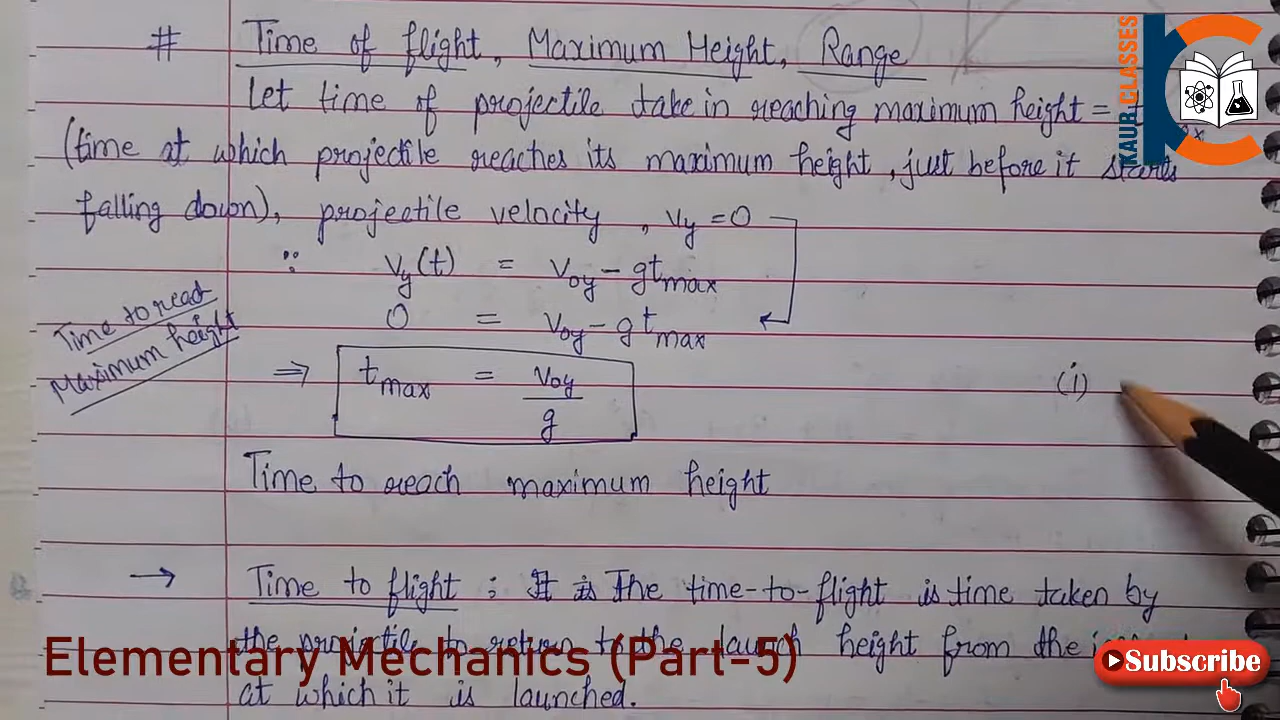 # Time of flight, Maximum Height, Range
Let time of projectile take in reaching maximum height = t
(time at which projectile reaches its maximum height, just before it starts
falling down), projectile velocity, vy = 0
∵ vy(t) = v0y - gtmax
0 = v0y - gtmax
Time to read
Maximum height
⇒ tmax = v0y/g (i)
Time to reach maximum height
→ Time to flight : It is The time-to-flight is time taken by
the projectile to return to the launch height from the
at which it is launched.
KAUR CLASSES
Elementary Mechanics (Part-5)
Subscribe